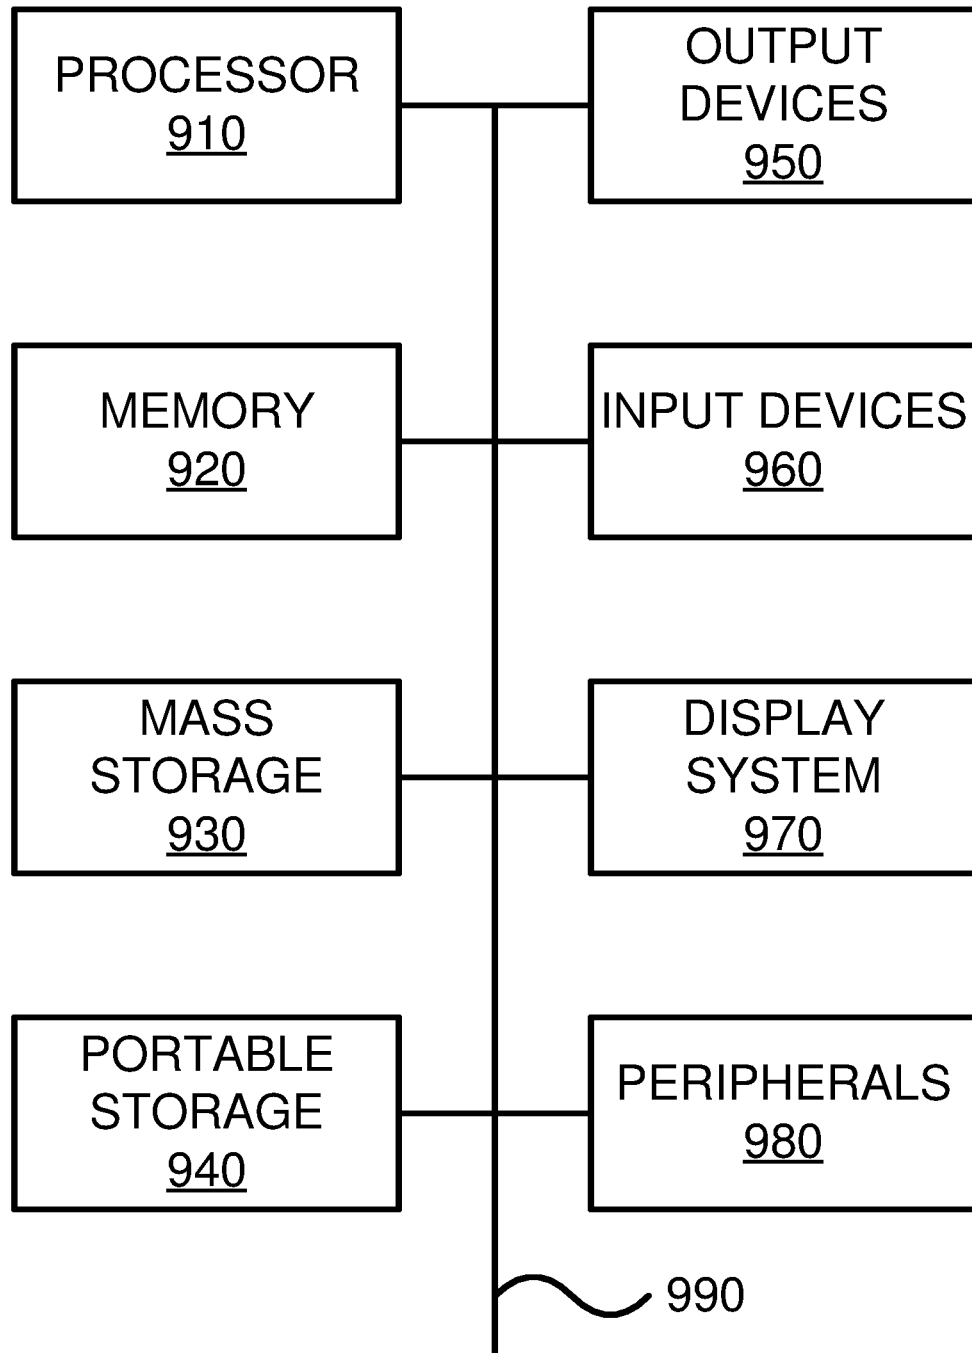 PROCESSOR
910
OUTPUT
DEVICES
950
MEMORY
920
INPUT DEVICES
960
MASS
STORAGE
930
DISPLAY
SYSTEM
970
PORTABLE
STORAGE
940
PERIPHERALS
980
990